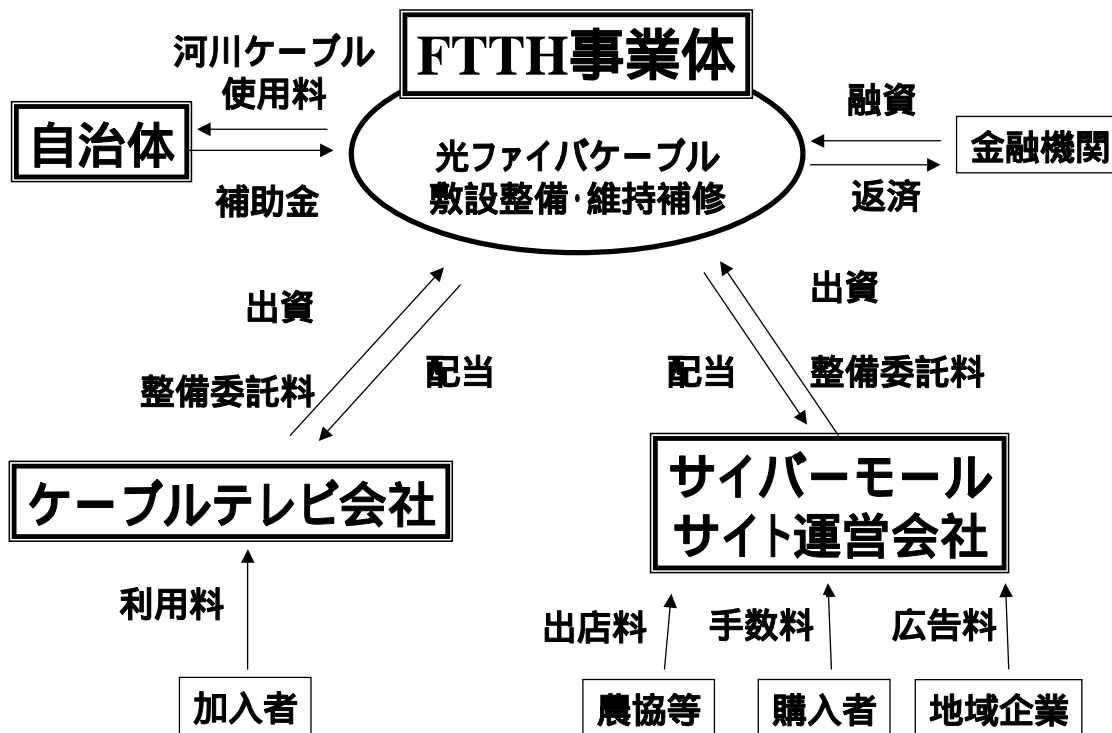 FTTH事業体
河川ケーブル
使用料
自治体
補助金
光ファイバケーブル
敷設整備・維持補修
融資
金融機関
返済
出資
整備委託料
配当
配当
出資
整備委託料
ケーブルテレビ会社
サイバーモール
サイト運営会社
利用料
加入者
出店料
手数料
広告料
農協等
購入者
地域企業